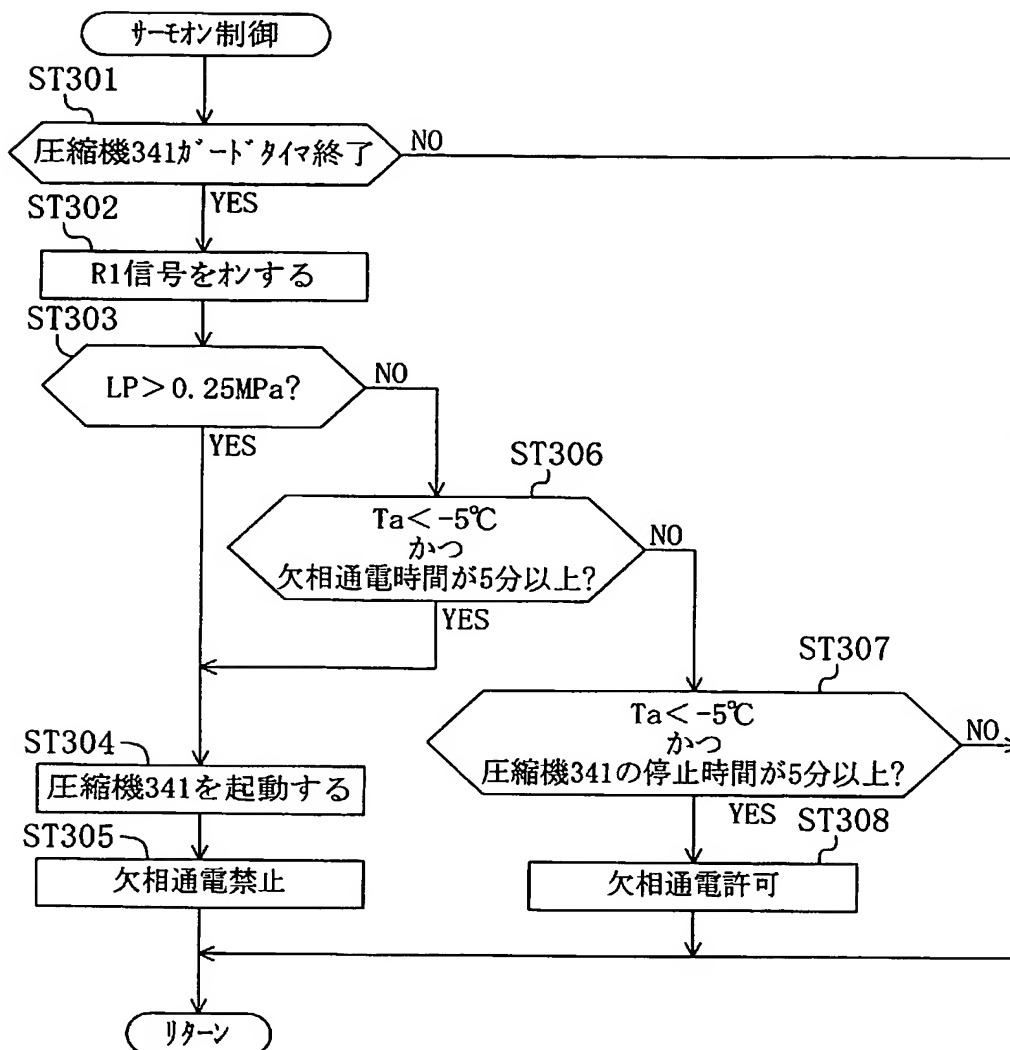 サーモオン制御
ST301
圧縮機341ガードタイマ終了
NO
YES
ST302
R1信号をオンする
ST303
LP＞0.25MPa?
NO
YES
ST306
Ta＜-5℃
かつ
欠相通電時間が5分以上?
NO
YES
ST307
Ta＜-5℃
かつ
圧縮機341の停止時間が5分以上?
NO
YES
ST304
圧縮機341を起動する
ST308
欠相通電許可
ST305
欠相通電禁止
リターン